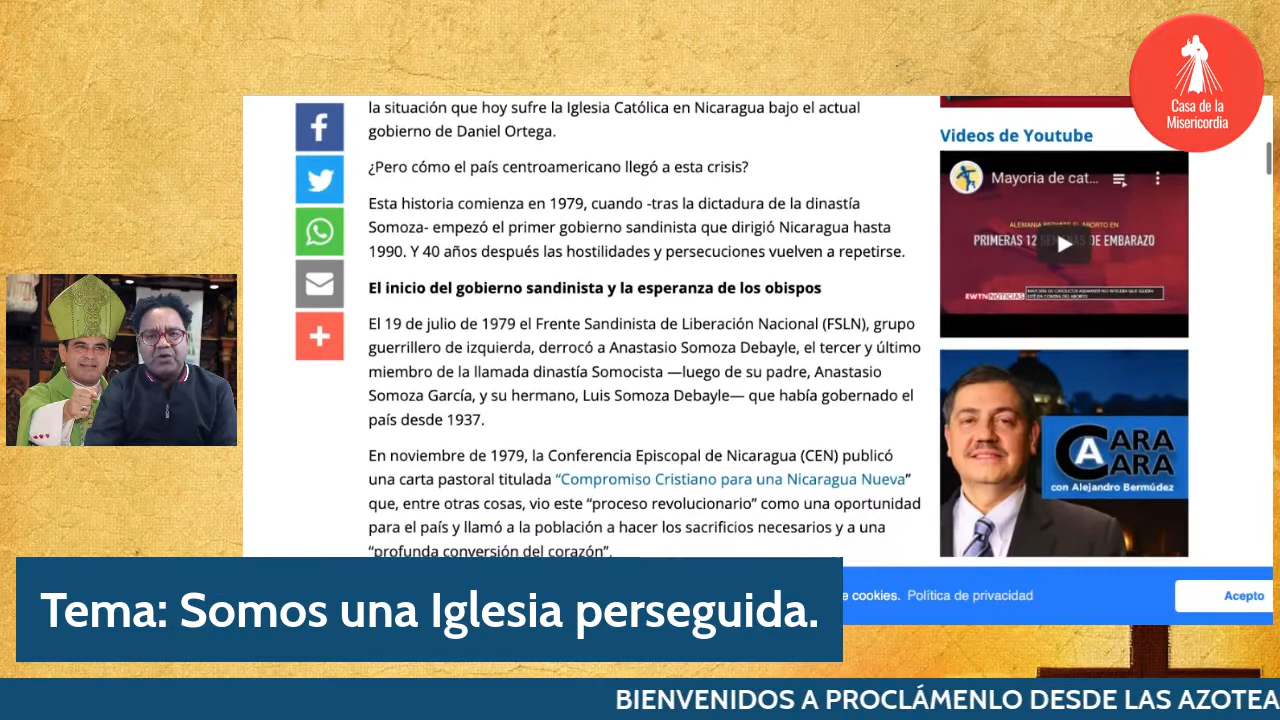 la situación que hoy sufre la Iglesia Católica en Nicaragua bajo el actual
gobierno de Daniel Ortega.
¿Pero cómo el país centroamericano llegó a esta crisis?
Esta historia comienza en 1979, cuando -tras la dictadura de la dinastía
Somoza- empezó el primer gobierno sandinista que dirigió Nicaragua hasta
1990. Y 40 años después las hostilidades y persecuciones vuelven a repetirse.
El inicio del gobierno sandinista y la esperanza de los obispos
El 19 de julio de 1979 el Frente Sandinista de Liberación Nacional (FSLN), grupo
guerrillero de izquierda, derrocó a Anastasio Somoza Debayle, el tercer y último
miembro de la llamada dinastía Somocista —luego de su padre, Anastasio
Somoza García, y su hermano, Luis Somoza Debayle— que había gobernado el
país desde 1937.
En noviembre de 1979, la Conferencia Episcopal de Nicaragua (CEN) publicó
una carta pastoral titulada “Compromiso Cristiano para una Nicaragua Nueva”
que, entre otras cosas, vio este “proceso revolucionario” como una oportunidad
para el país y llamó a la población a hacer los sacrificios necesarios y a una
“profunda conversión del corazón”.
Casa de la
Misericordia
Videos de Youtube
Mayoria de cat...
PRIMERAS 12 SEMANAS DE EMBARAZO
EWTN NOTICIAS
CARA
A
CARA
con Alejandro Bermúdez
e cookies. Política de privacidad
Acepto
Tema: Somos una Iglesia perseguida.
BIENVENIDOS A PROCLÁMENLO DESDE LAS AZOTEA